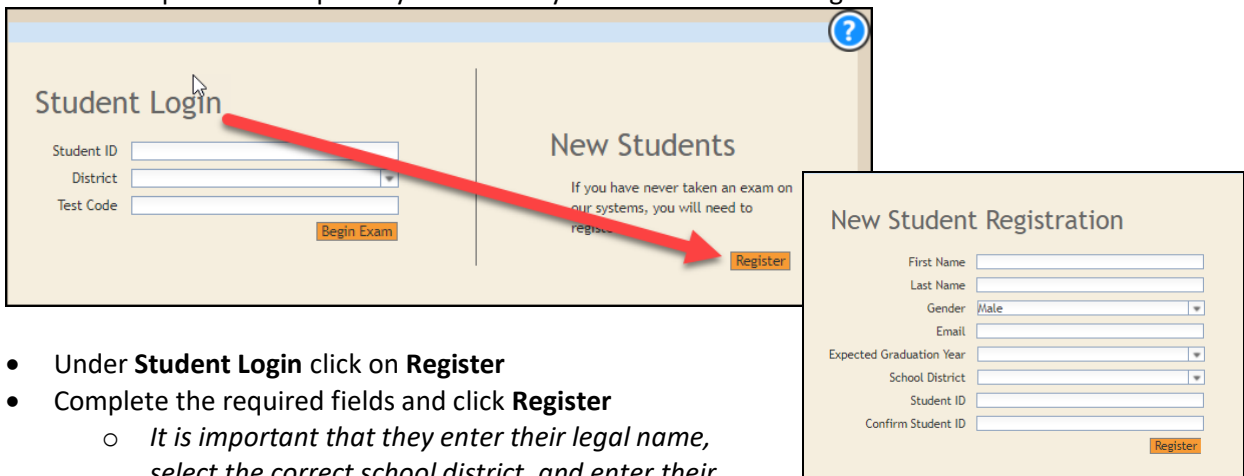 ?
Student Login
Student ID
District
Test Code
Begin Exam
New Students
If you have never taken an exam on
our systems, you will need to
register
Register
New Student Registration
First Name
Last Name
Gender Male
Email
Expected Graduation Year
School District
Student ID
Confirm Student ID
Register
• Under Student Login click on Register
• Complete the required fields and click Register
o It is important that they enter their legal name,
select the correct school district, and enter their